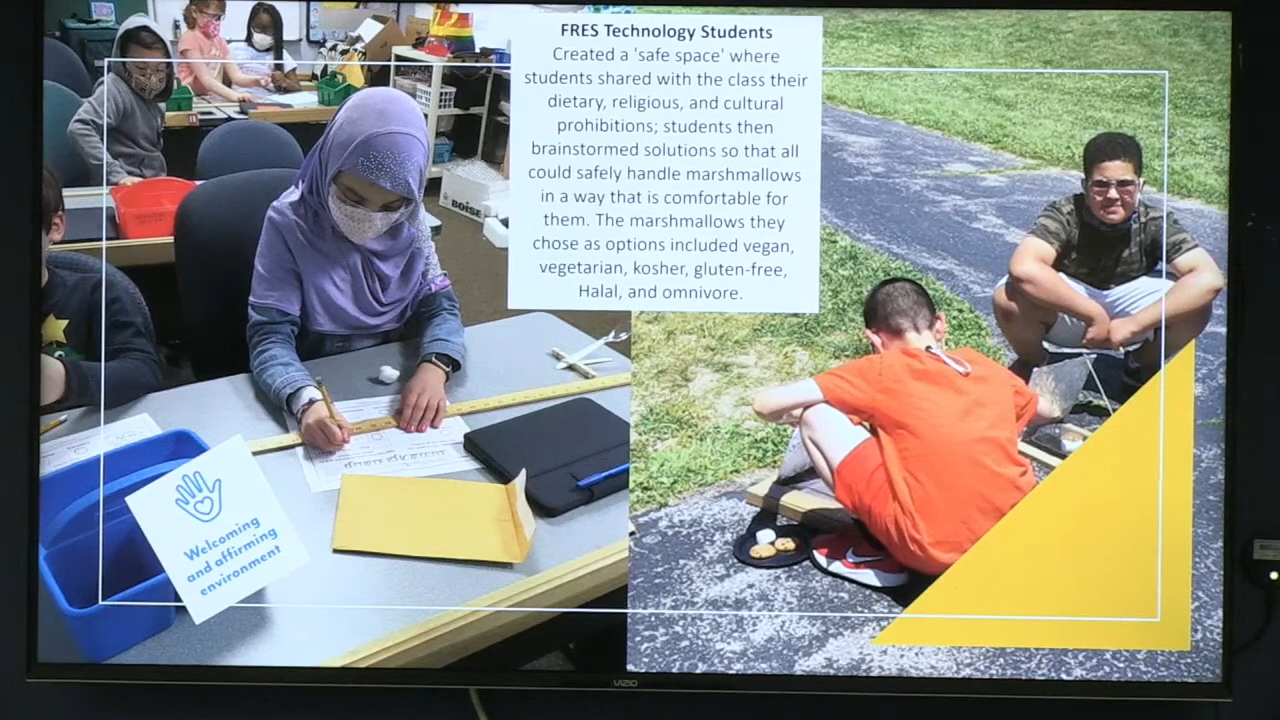 FRES Technology Students
Created a 'safe space' where
students shared with the class their
dietary, religious, and cultural
prohibitions; students then
brainstormed solutions so that all
could safely handle marshmallows
in a way that is comfortable for
them. The marshmallows they
chose as options included vegan,
vegetarian, kosher, gluten-free,
Halal, and omnivore.
BOISE
Welcoming
and affirming
environment
VIZIO